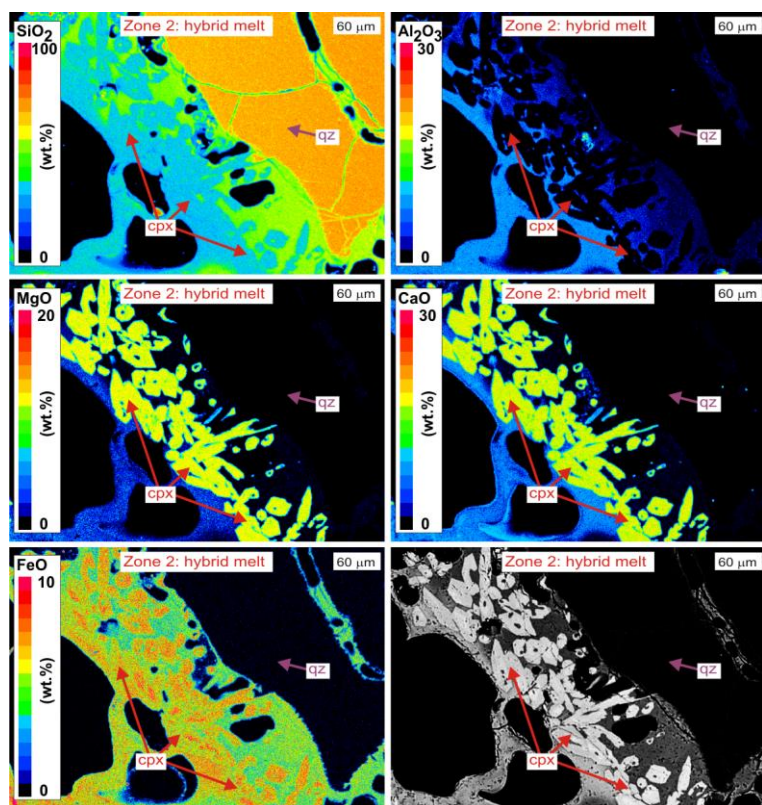 SiO2
100
(wt.%)
0
Zone 2: hybrid melt
60 μm
qz
cpx
Al2O3
30
(wt.%)
0
Zone 2: hybrid melt
60 μm
qz
cpx
MgO
20
(wt.%)
0
Zone 2: hybrid melt
60 μm
qz
cpx
CaO
30
(wt.%)
0
Zone 2: hybrid melt
60 μm
qz
cpx
FeO
10
(wt.%)
0
Zone 2: hybrid melt
60 μm
qz
cpx
Zone 2: hybrid melt
60 μm
qz
cpx